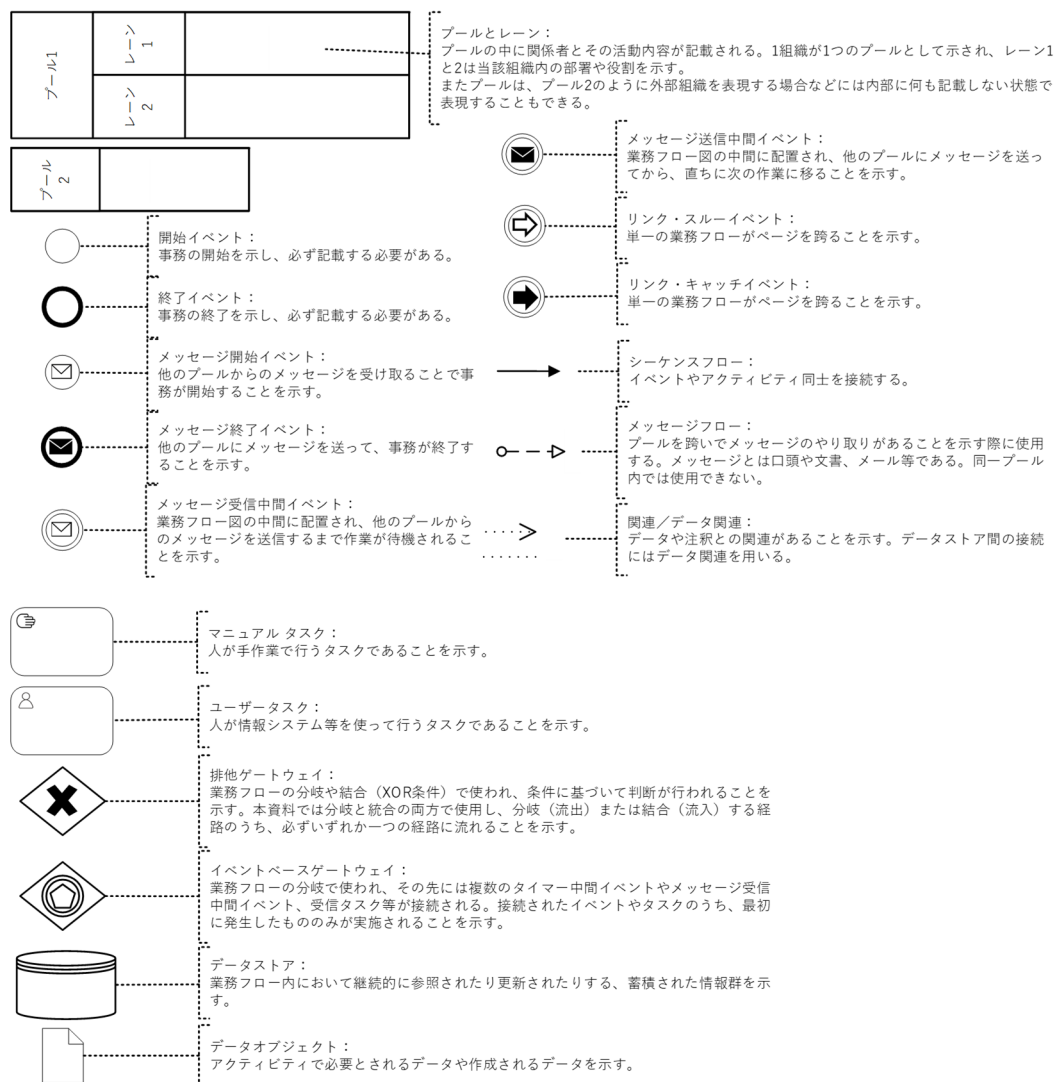 プール1
レーン
1
レーン
2
プールとレーン：
プールの中に関係者とその活動内容が記載される。1組織が1つのプールとして示され、レーン1
と2は当該組織内の部署や役割を示す。
またプールは、プール2のように外部組織を表現する場合などには内部に何も記載しない状態で
表現することもできる。
プール
2
開始イベント：
事務の開始を示し、必ず記載する必要がある。
終了イベント：
事務の終了を示し、必ず記載する必要がある。
メッセージ開始イベント：
他のプールからのメッセージを受け取ることで事
務が開始することを示す。
メッセージ終了イベント：
他のプールにメッセージを送って、事務が終了す
ることを示す。
メッセージ受信中間イベント：
業務フロー図の中間に配置され、他のプールから
のメッセージを送信するまで作業が待機されるこ
とを示す。
メッセージ送信中間イベント：
業務フロー図の中間に配置され、他のプールにメッセージを送っ
てから、直ちに次の作業に移ることを示す。
リンク・スルーイベント：
単一の業務フローがページを跨ることを示す。
リンク・キャッチイベント：
単一の業務フローがページを跨ることを示す。
シーケンスフロー：
イベントやアクティビティ同士を接続する。
メッセージフロー：
プールを跨いでメッセージのやり取りがあることを示す際に使用
する。メッセージとは口頭や文書、メール等である。同一プール
内では使用できない。
関連／データ関連：
データや注釈との関連があることを示す。データストア間の接続
にはデータ関連を用いる。
マニュアル タスク：
人が手作業で行うタスクであることを示す。
ユーザータスク：
人が情報システム等を使って行うタスクであることを示す。
排他ゲートウェイ：
業務フローの分岐や結合（XOR条件）で使われ、条件に基づいて判断が行われることを
示す。本資料では分岐と統合の両方で使用し、分岐（流出）または結合（流入）する経
路のうち、必ずいずれか一つの経路に流れることを示す。
イベントベースゲートウェイ：
業務フローの分岐で使われ、その先には複数のタイマー中間イベントやメッセージ受信
中間イベント、受信タスク等が接続される。接続されたイベントやタスクのうち、最初
に発生したもののみが実施されることを示す。
データストア：
業務フロー内において継続的に参照されたり更新されたりする、蓄積された情報群を示
す。
データオブジェクト：
アクティビティで必要とされるデータや作成されるデータを示す。